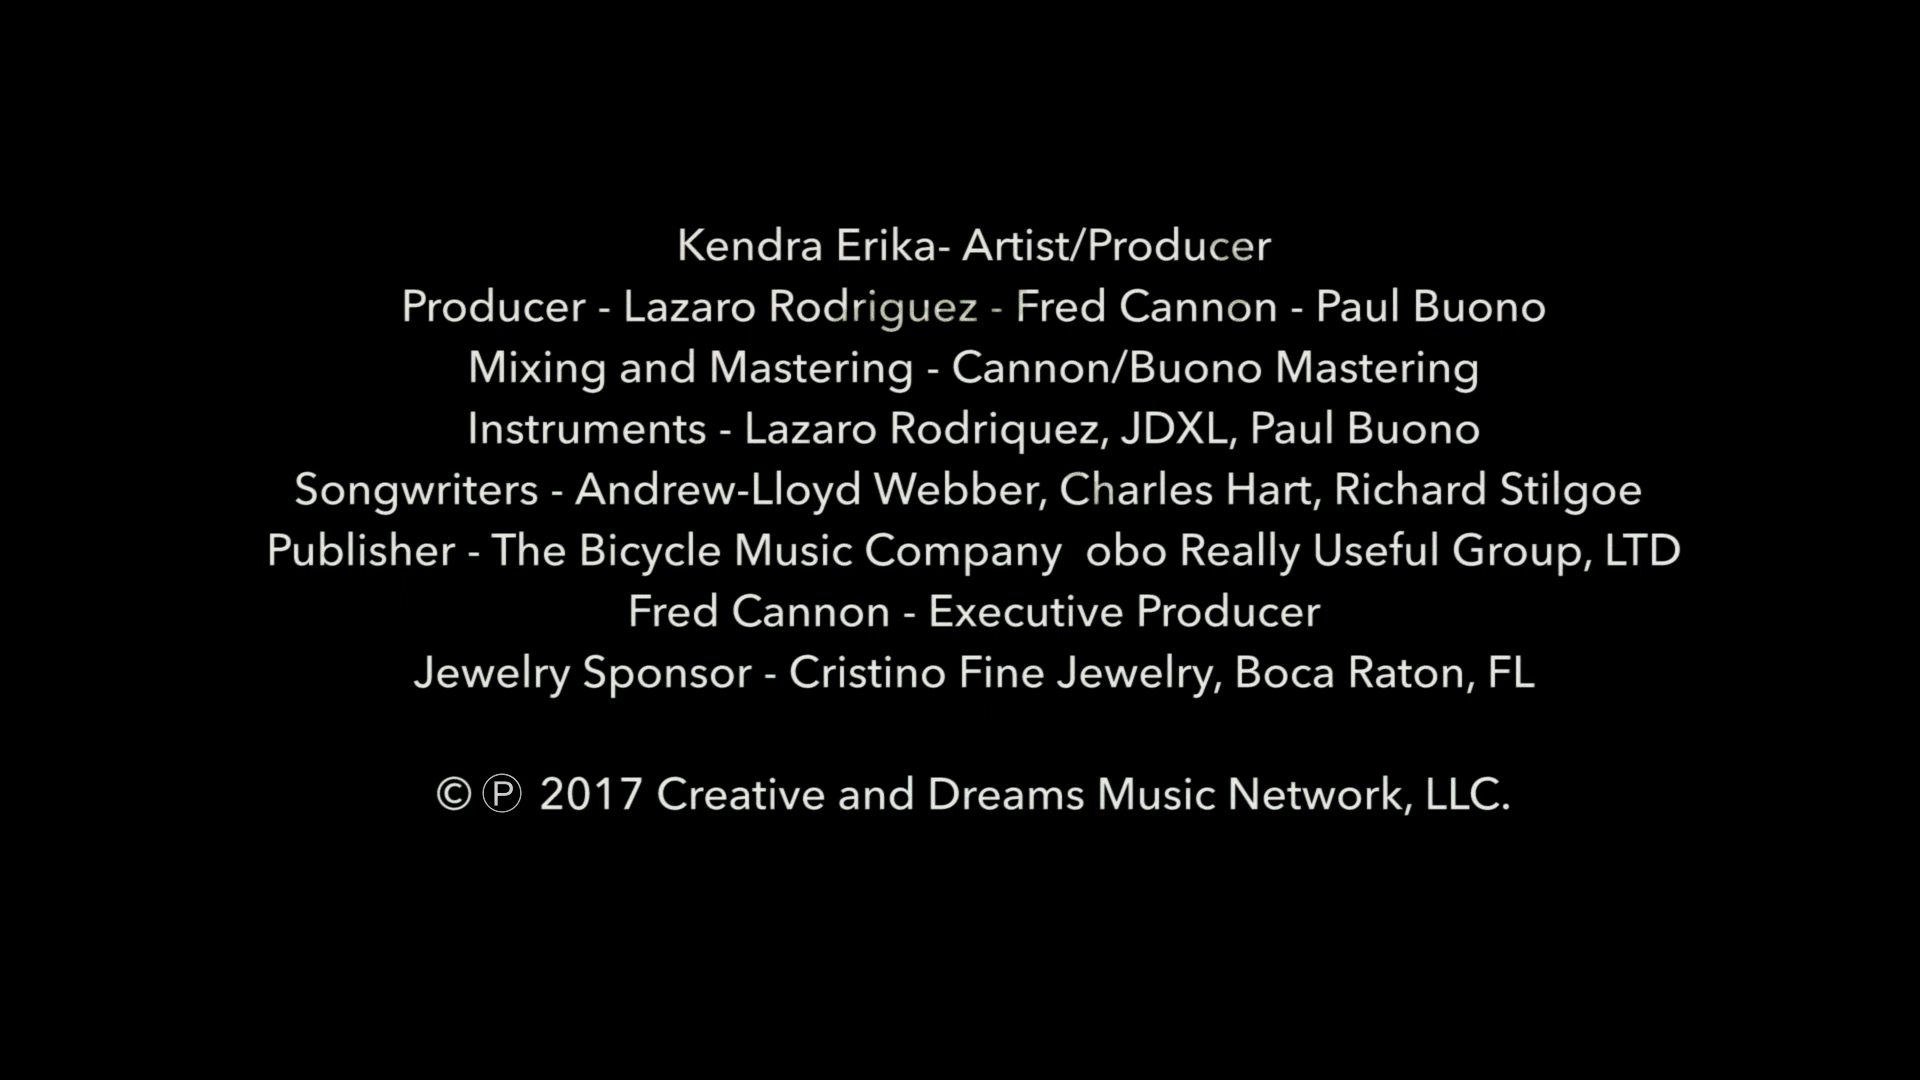 Kendra Erika- Artist/Producer
Producer - Lazaro Rodriguez - Fred Cannon - Paul Buono
Mixing and Mastering - Cannon/Buono Mastering
Instruments - Lazaro Rodriquez, JDXL, Paul Buono
Songwriters - Andrew-Lloyd Webber, Charles Hart, Richard Stilgoe
Publisher - The Bicycle Music Company  obo Really Useful Group, LTD
Fred Cannon - Executive Producer
Jewelry Sponsor - Cristino Fine Jewelry, Boca Raton, FL
©℗ 2017 Creative and Dreams Music Network, LLC.